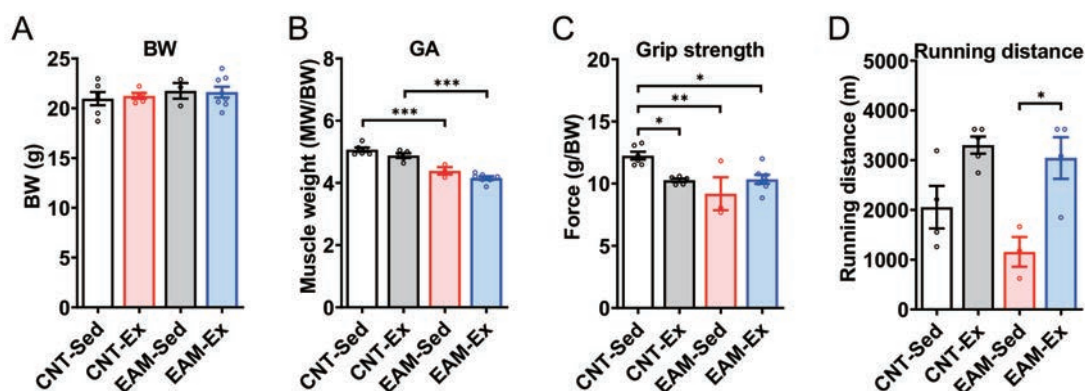 A
BW
BW (g)
25
20
15
10
5
0
CNT-Sed
CNT-Ex
EAM-Sed
EAM-Ex
B
GA
Muscle weight (MW/BW)
8
6
4
2
0
***
***
CNT-Sed
CNT-Ex
EAM-Sed
EAM-Ex
C
Grip strength
Force (g/BW)
20
15
10
5
0
*
**
*
CNT-Sed
CNT-Ex
EAM-Sed
EAM-Ex
D
Running distance
Running distance (m)
5000
4000
3000
2000
1000
0
*
CNT-Sed
CNT-Ex
EAM-Sed
EAM-Ex